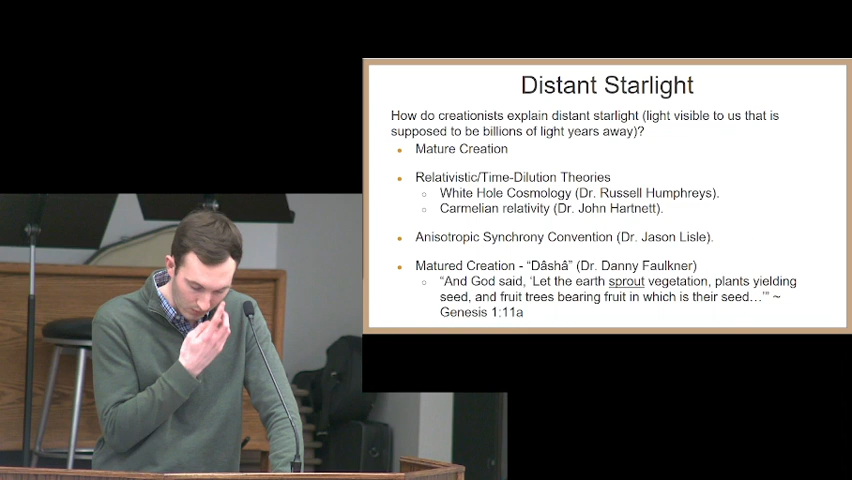 Distant Starlight
How do creationists explain distant starlight (light visible to us that is
supposed to be billions of light years away)?
Mature Creation
Relativistic/Time-Dilution Theories
White Hole Cosmology (Dr. Russell Humphreys).
Carmelian relativity (Dr. John Hartnett).
Anisotropic Synchrony Convention (Dr. Jason Lisle).
Matured Creation - “Dâshâ” (Dr. Danny Faulkner)
“And God said, ‘Let the earth sprout vegetation, plants yielding
seed, and fruit trees bearing fruit in which is their seed…’” ~
Genesis 1:11a